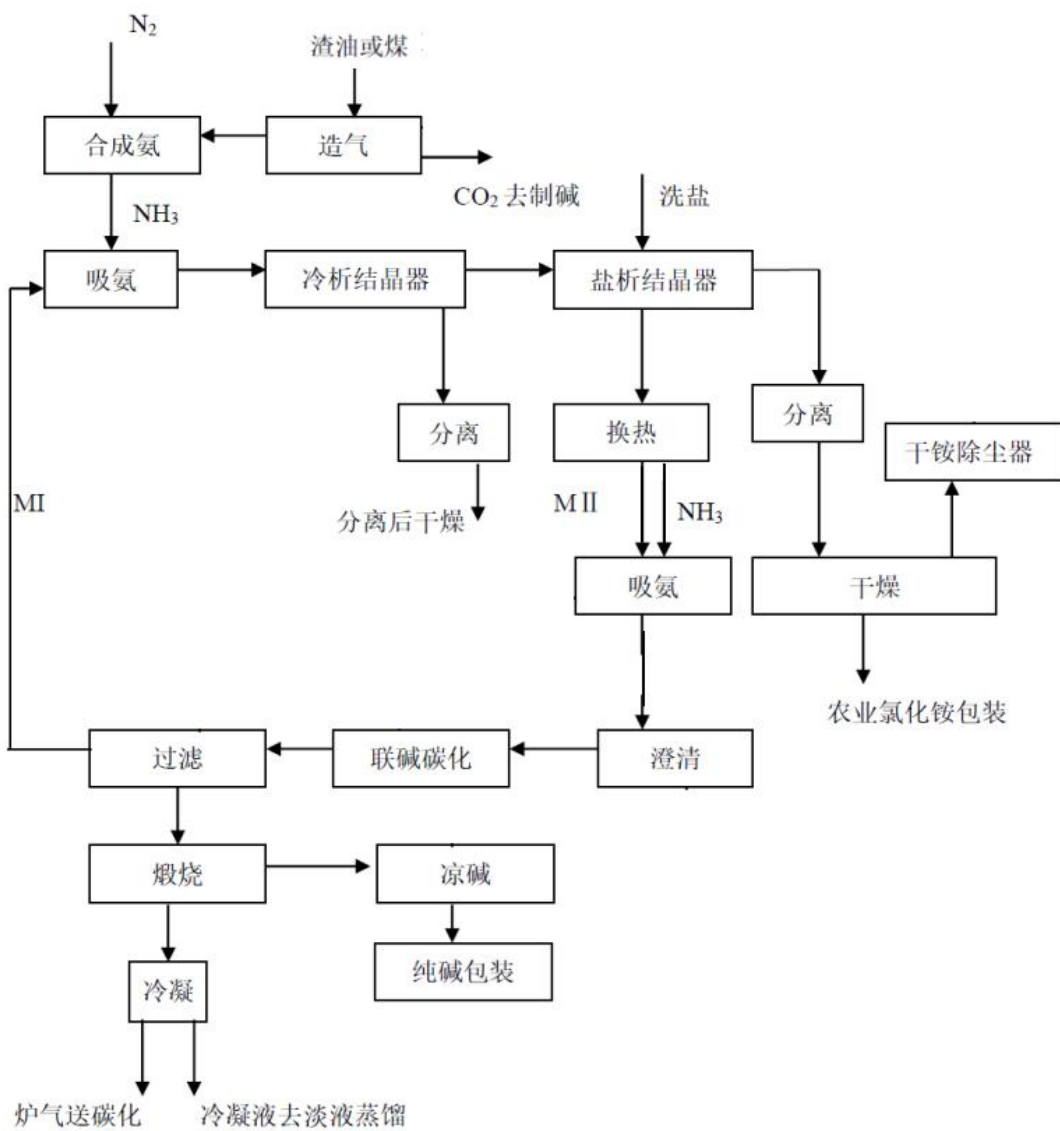 N₂
渣油或煤
合成氨
造气
CO₂去制碱
洗盐
NH₃
吸氨
冷析结晶器
盐析结晶器
分离
换热
分离
干铵除尘器
MI
分离后干燥
MⅡ
NH₃
吸氨
干燥
农业氯化铵包装
过滤
联碱碳化
澄清
煅烧
凉碱
冷凝
纯碱包装
炉气送碳化
冷凝液去淡液蒸馏